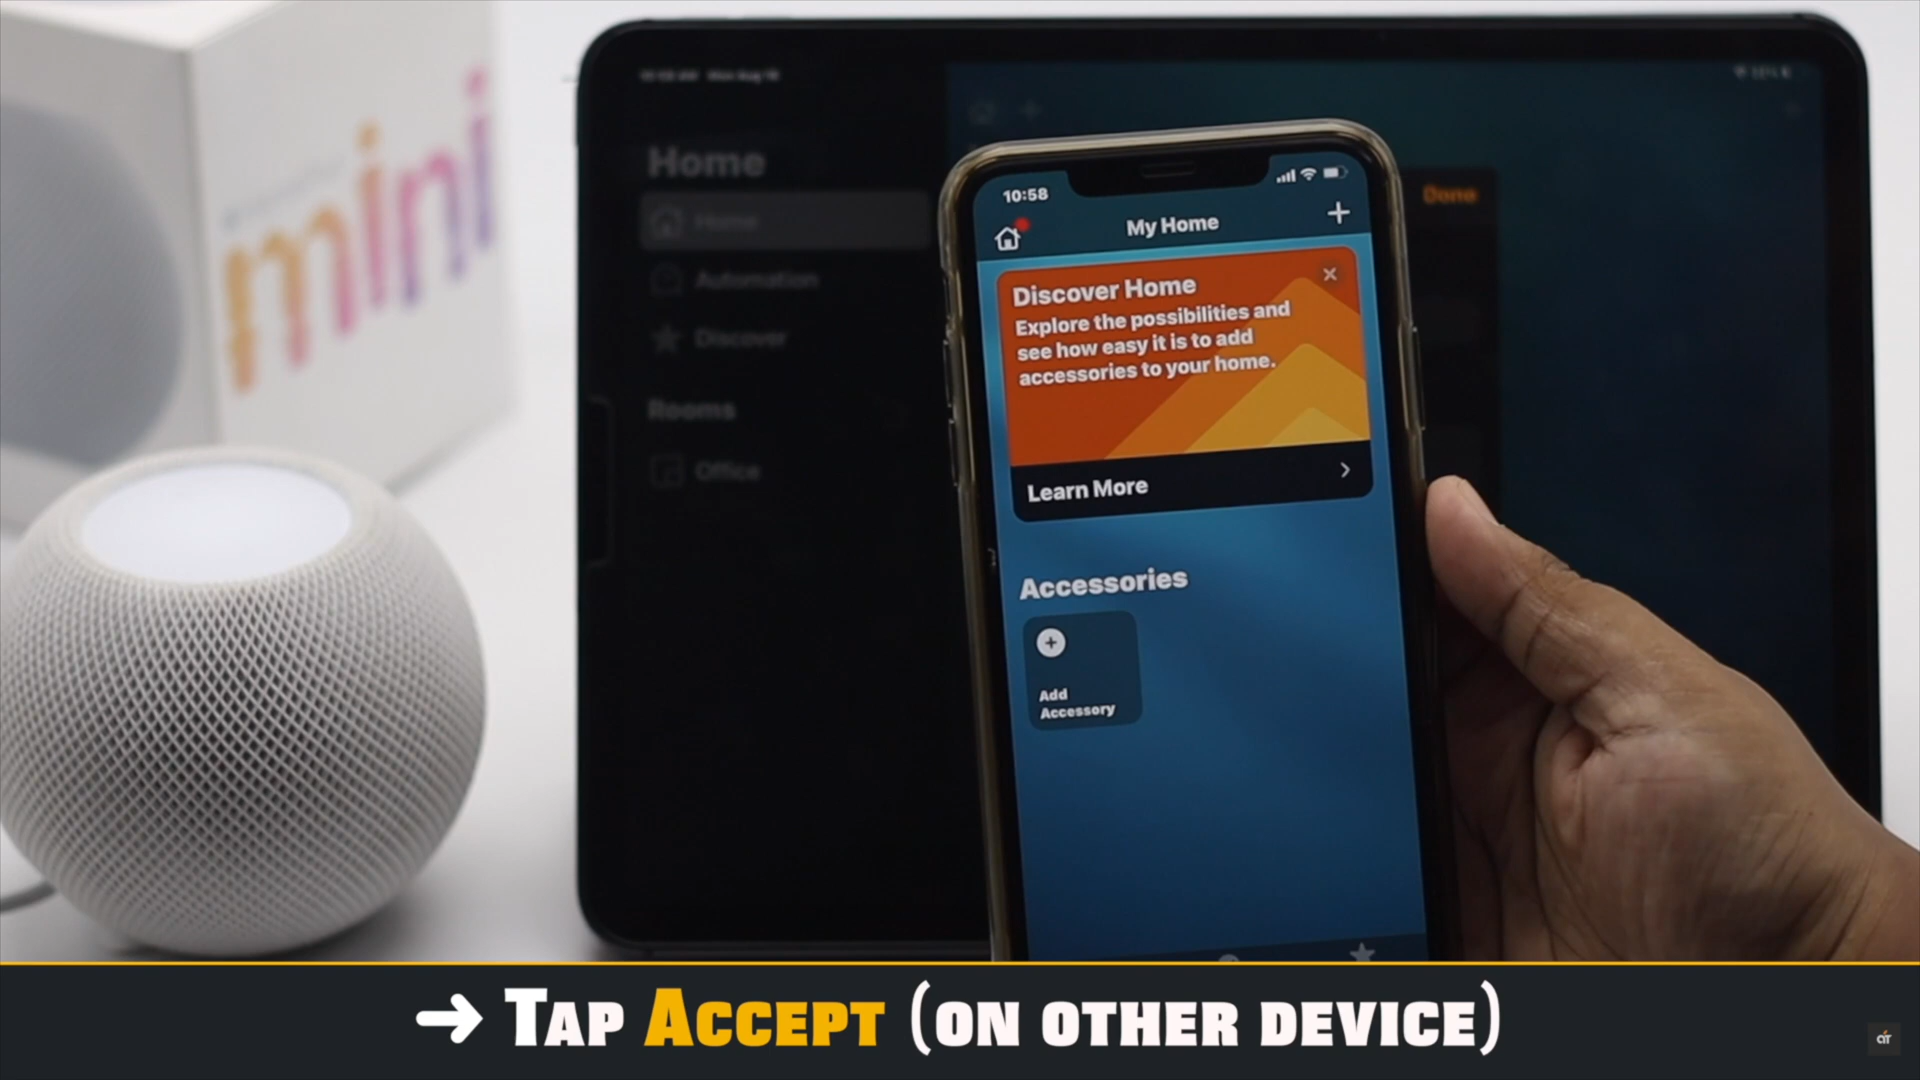 mini
Home
Home
Automation
Discover
Rooms
Office
Done
10:58
My Home
Discover Home
Explore the possibilities and
see how easy it is to add
accessories to your home.
Learn More
Accessories
Add
Accessory
➔ TAP ACCEPT (ON OTHER DEVICE)
air